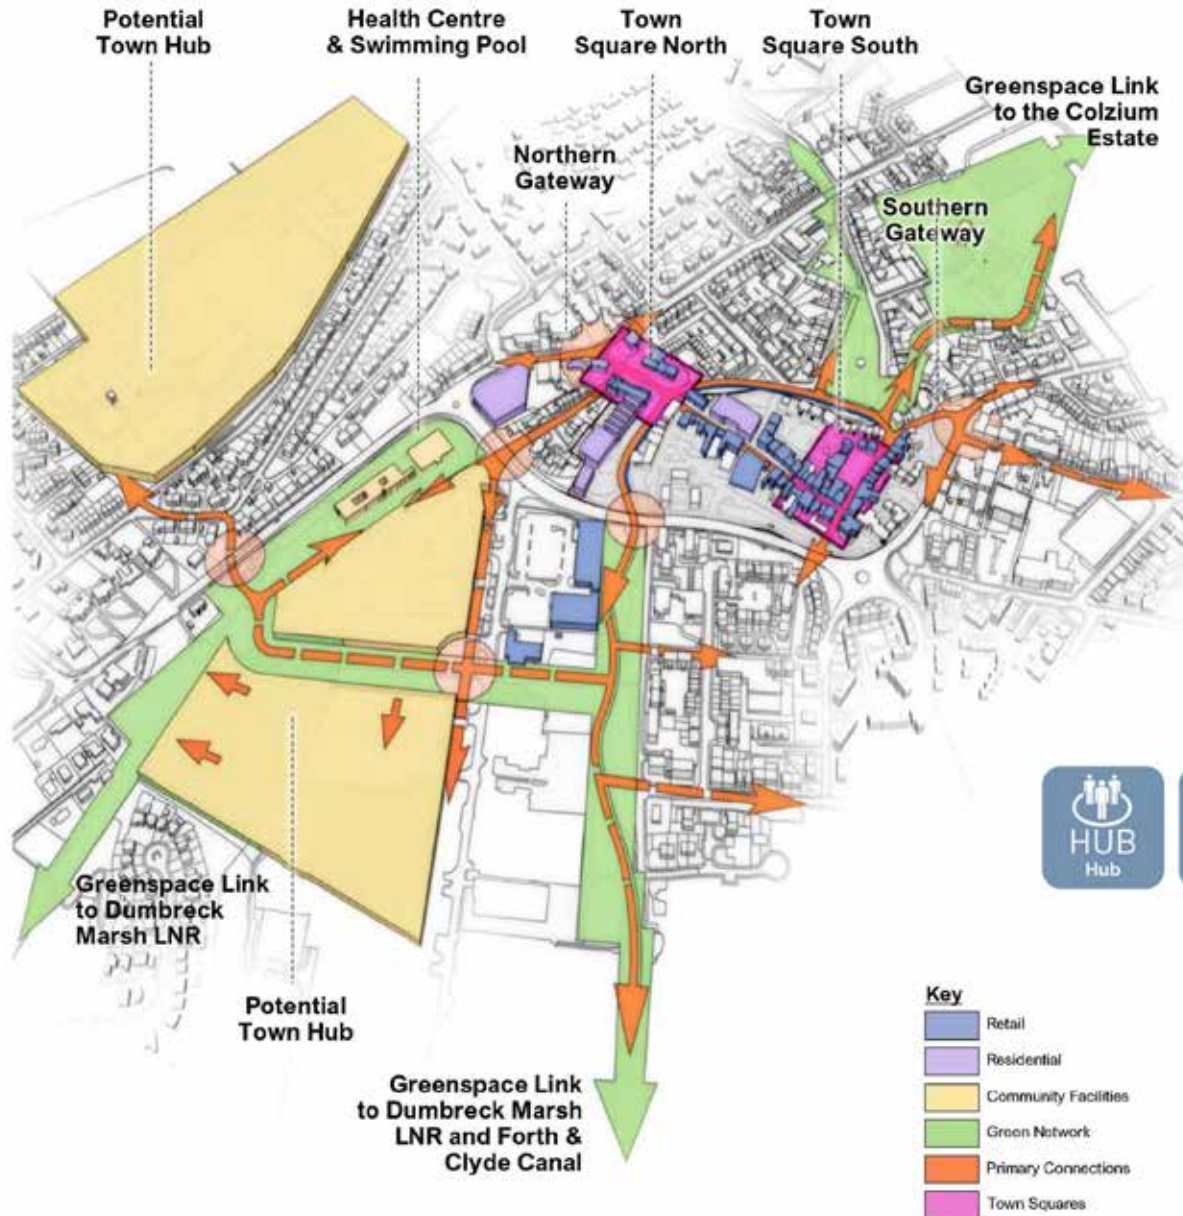 Potential
Town Hub
Health Centre
& Swimming Pool
Town
Square North
Town
Square South
Greenspace Link
to the Colzium
Estate
Northern
Gateway
Southern
Gateway
HUB
Hub
Greenspace Link
to Dumbreck
Marsh LNR
Potential
Town Hub
Greenspace Link
to Dumbreck Marsh
LNR and Forth &
Clyde Canal
Key
Retail
Residential
Community Facilities
Green Network
Primary Connections
Town Squares